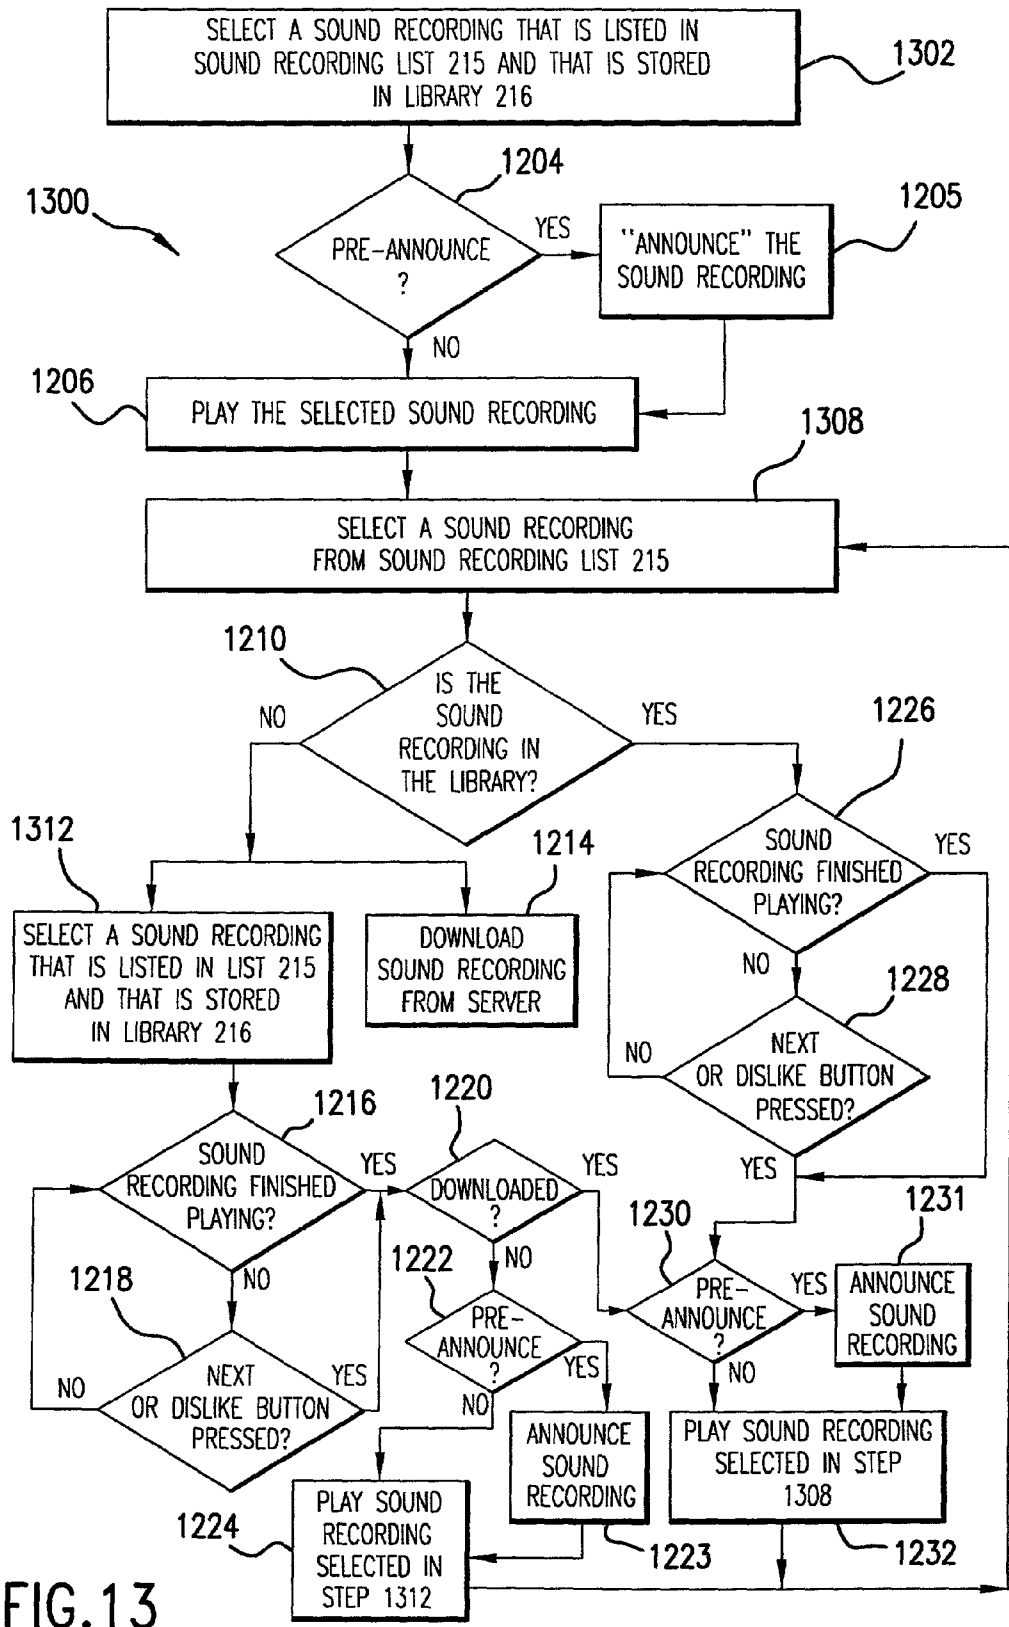 SELECT A SOUND RECORDING THAT IS LISTED IN
SOUND RECORDING LIST 215 AND THAT IS STORED
IN LIBRARY 216
1302
1204
1300
PRE-ANNOUNCE
?
YES
"ANNOUNCE" THE
SOUND RECORDING
1205
NO
1206
PLAY THE SELECTED SOUND RECORDING
1308
SELECT A SOUND RECORDING
FROM SOUND RECORDING LIST 215
1210
IS THE
SOUND
RECORDING IN
THE LIBRARY?
NO
YES
1226
SOUND
RECORDING FINISHED
PLAYING?
YES
NO
1228
NEXT
OR DISLIKE BUTTON
PRESSED?
NO
YES
1312
SELECT A SOUND RECORDING
THAT IS LISTED IN LIST 215
AND THAT IS STORED
IN LIBRARY 216
1214
DOWNLOAD
SOUND RECORDING
FROM SERVER
1216
SOUND
RECORDING FINISHED
PLAYING?
YES
NO
1218
NEXT
OR DISLIKE BUTTON
PRESSED?
NO
YES
1220
DOWNLOADED
?
YES
NO
1222
PRE-
ANNOUNCE
?
YES
NO
ANNOUNCE
SOUND
RECORDING
1223
1224
PLAY SOUND
RECORDING
SELECTED IN
STEP 1312
1230
PRE-
ANNOUNCE
?
YES
NO
1231
ANNOUNCE
SOUND
RECORDING
PLAY SOUND RECORDING
SELECTED IN STEP
1308
1232
FIG.13